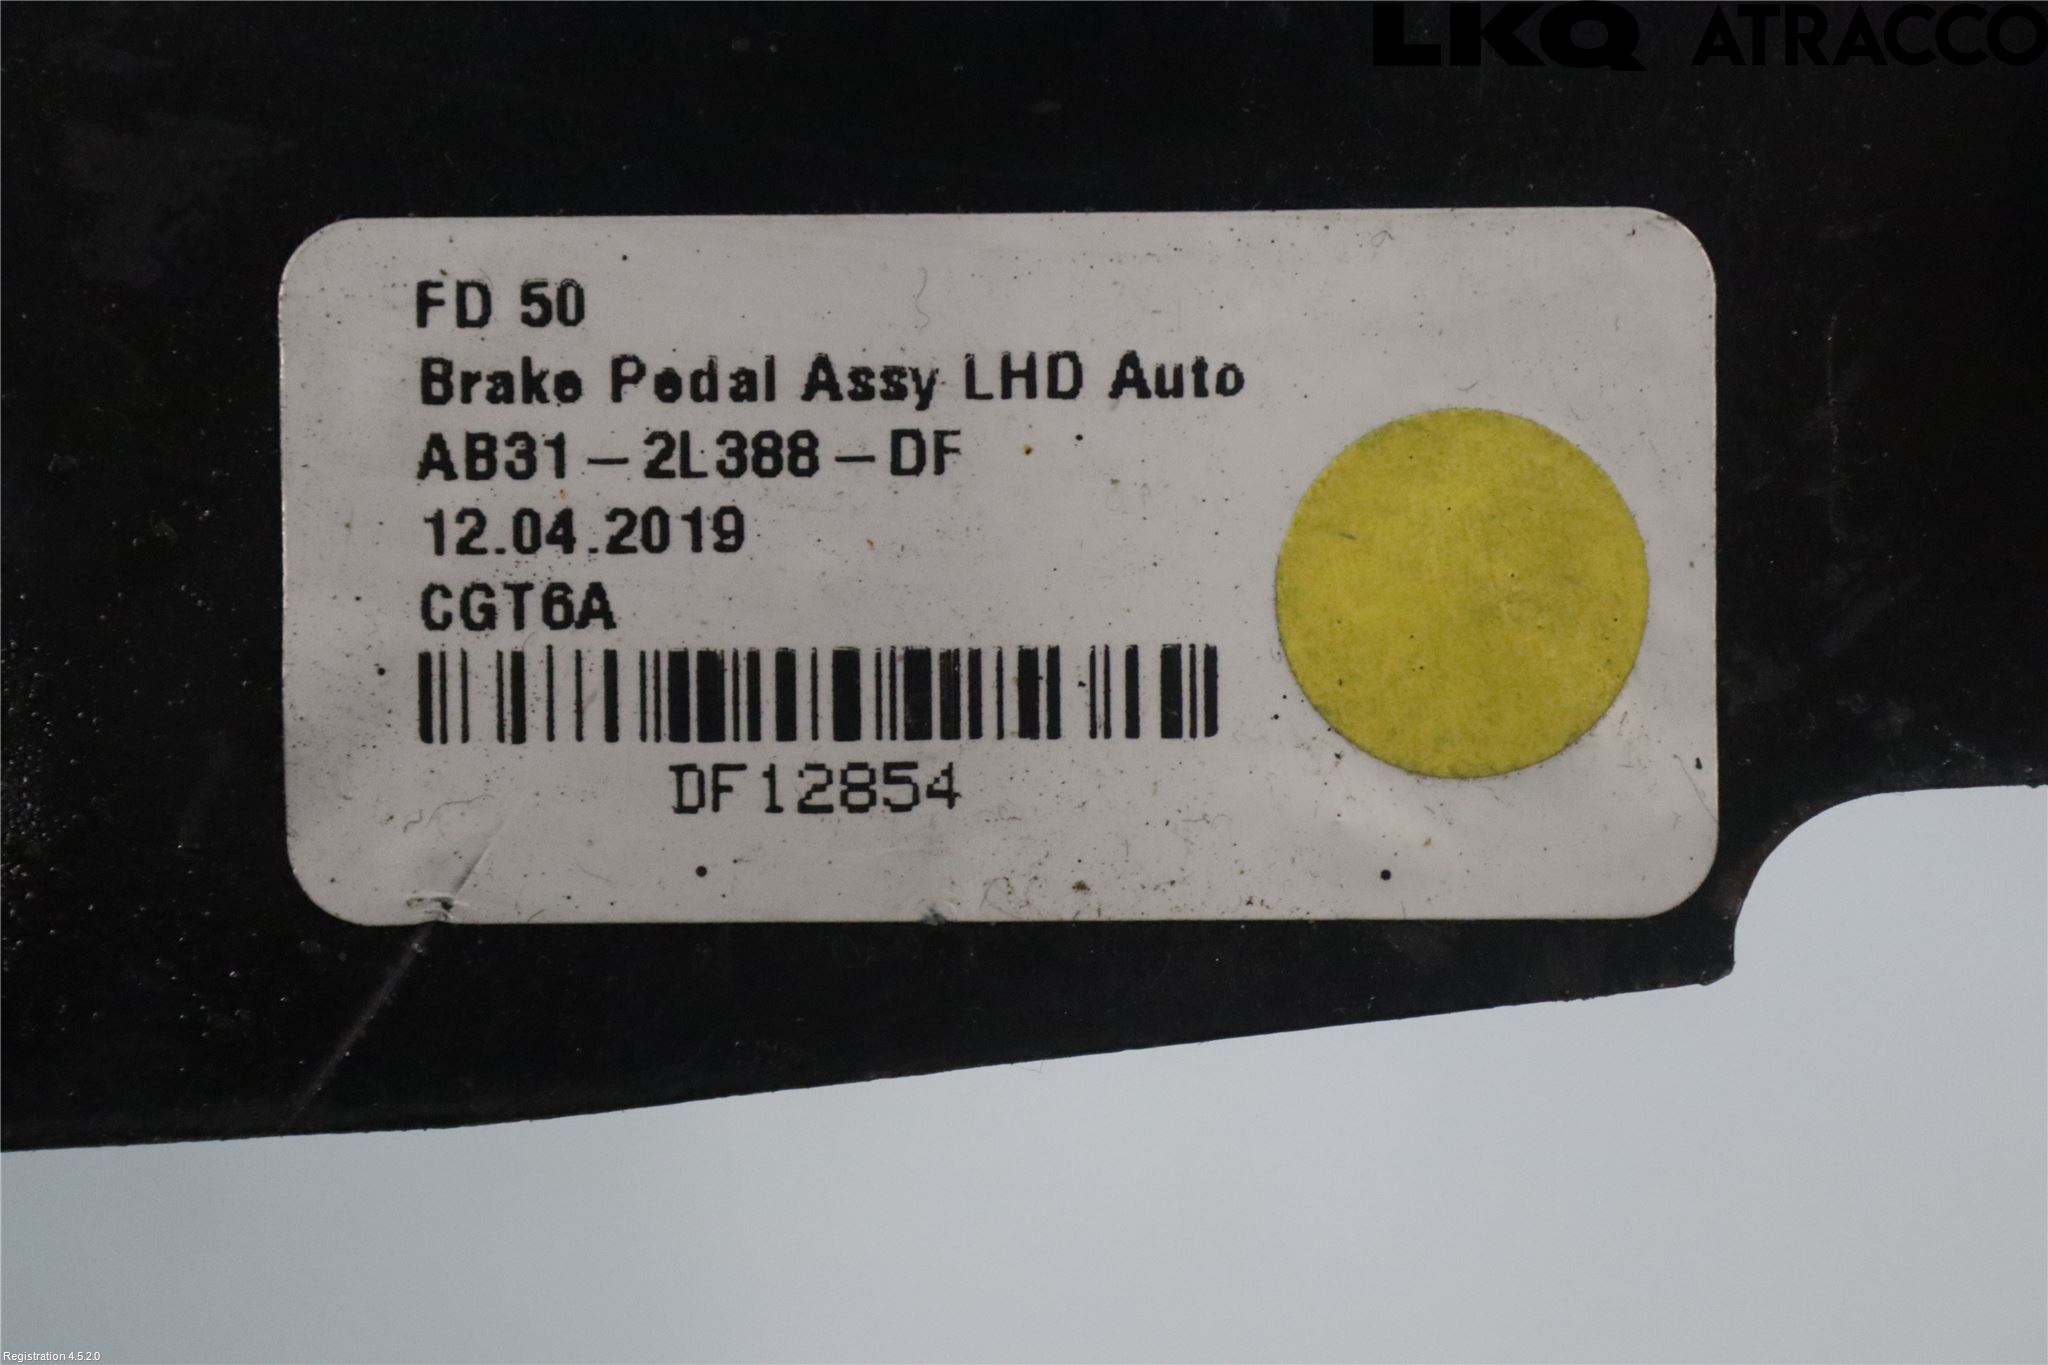 LKQ ATRACCO
FD 50
Brake Pedal Assy LHD Auto
AB31-2L388-DF
12.04.2019
CGT6A
DF12854
Registration 4.5.2.0